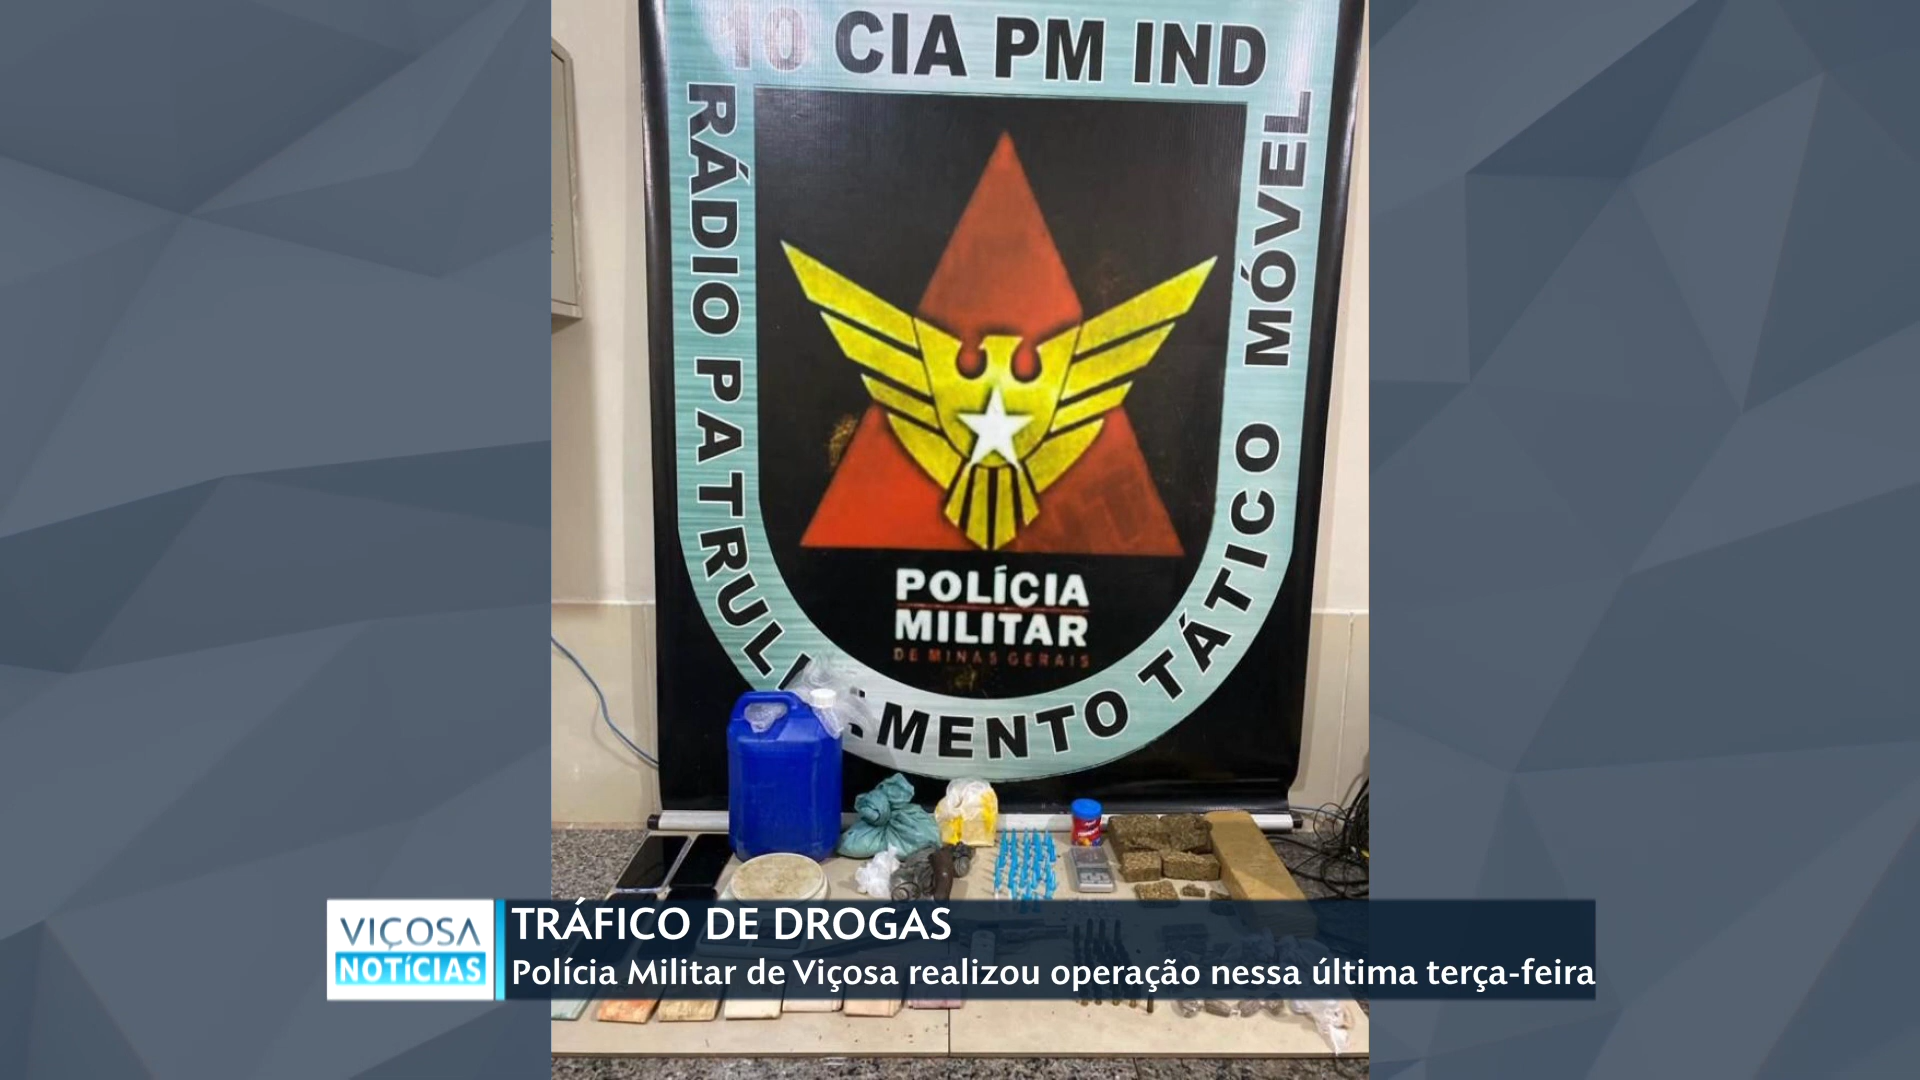 10 CIA PM IND
RÁDIO PATRULHAMENTO TÁTICO MÓVEL
POLÍCIA
MILITAR
DE MINAS GERAIS
VIÇOSA
NOTÍCIAS
TRÁFICO DE DROGAS
Polícia Militar de Viçosa realizou operação nessa última terça-feira